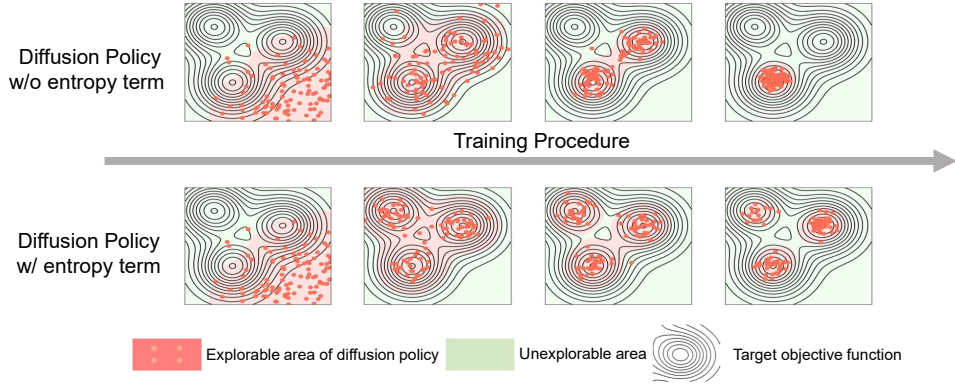 Diffusion Policy
w/o entropy term
Training Procedure
Diffusion Policy
w/ entropy term
Explorable area of diffusion policy
Unexplorable area
Target objective function